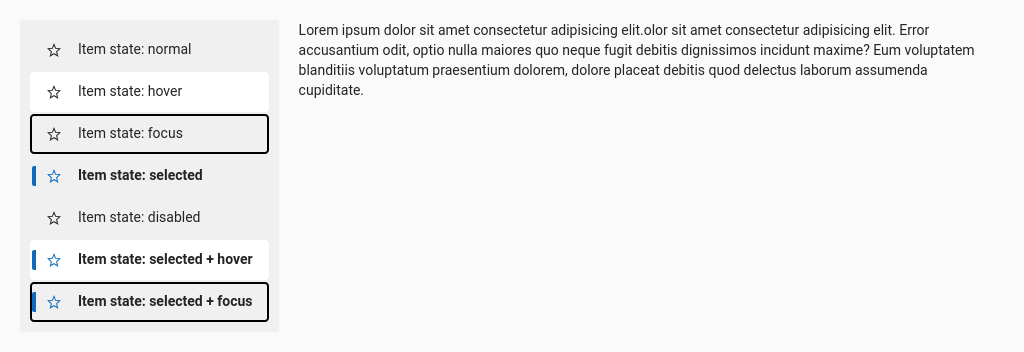 Item state: normal
Item state: hover
Item state: focus
Item state: selected
Item state: disabled
Item state: selected + hover
Item state: selected + focus
Lorem ipsum dolor sit amet consectetur adipisicing elit.olor sit amet consectetur adipisicing elit. Error
accusantium odit, optio nulla maiores quo neque fugit debitis dignissimos incidunt maxime? Eum voluptatem
blanditiis voluptatum praesentium dolorem, dolore placeat debitis quod delectus laborum assumenda
cupiditate.